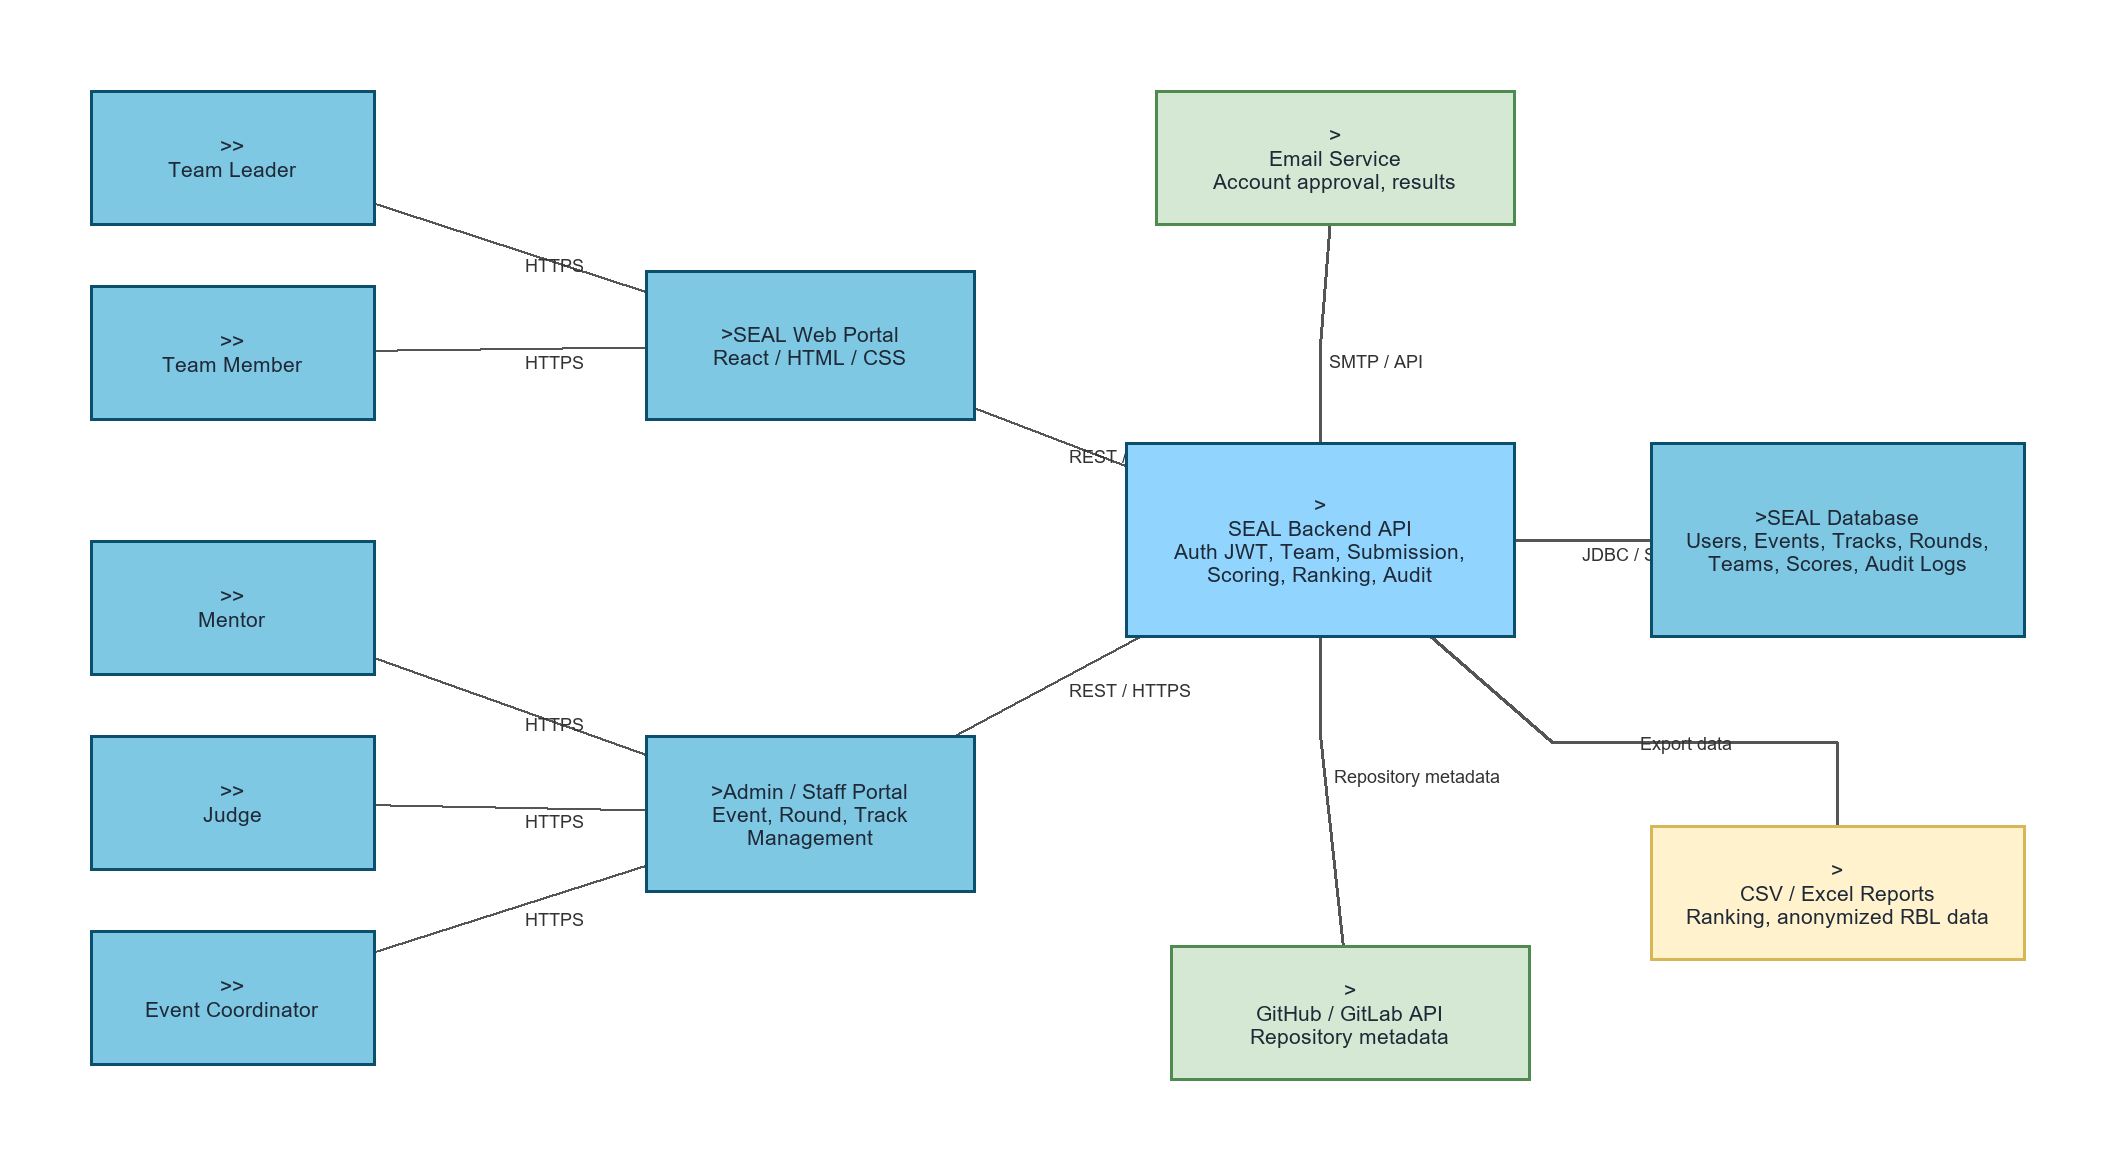 >>
Team Leader
>>
Team Member
>>
Mentor
>>
Judge
>>
Event Coordinator
HTTPS
HTTPS
HTTPS
HTTPS
HTTPS
>SEAL Web Portal
React / HTML / CSS
>Admin / Staff Portal
Event, Round, Track
Management
REST /
REST / HTTPS
>
Email Service
Account approval, results
SMTP / API
>
SEAL Backend API
Auth JWT, Team, Submission,
Scoring, Ranking, Audit
JDBC / S
>SEAL Database
Users, Events, Tracks, Rounds,
Teams, Scores, Audit Logs
Export data
Repository metadata
>
CSV / Excel Reports
Ranking, anonymized RBL data
>
GitHub / GitLab API
Repository metadata